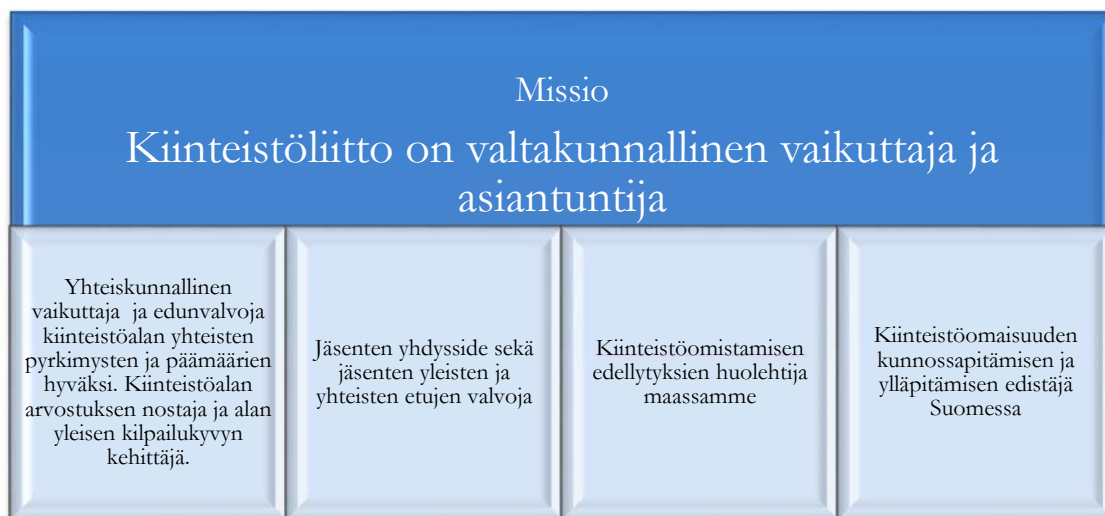 Missio
Kiinteistöliitto on valtakunnallinen vaikuttaja ja
asiantuntija
Yhteiskunnallinen
vaikuttaja ja edunvalvoja
kiinteistöalan yhteisten
pyrkimysten ja päämäärien
hyväksi. Kiinteistöalan
arvostuksen nostaja ja alan
yleisen kilpailukyvyn
kehittäjä.
Jäsenten yhdysside sekä
jäsenten yleisten ja
yhteisten etujen valvoja
Kiinteistöomistamisen
edellytyksien huolehtija
maassamme
Kiinteistöomaisuuden
kunnossapitämisen ja
ylläpitämisen edistäjä
Suomessa